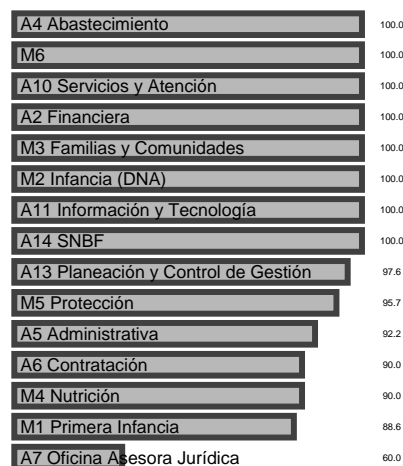 A4 Abastecimiento 100.0
M6 100.0
A10 Servicios y Atención 100.0
A2 Financiera 100.0
M3 Familias y Comunidades 100.0
M2 Infancia (DNA) 100.0
A11 Información y Tecnología 100.0
A14 SNBF 100.0
A13 Planeación y Control de Gestión 97.6
M5 Protección 95.7
A5 Administrativa 92.2
A6 Contratación 90.0
M4 Nutrición 90.0
M1 Primera Infancia 88.6
A7 Oficina Asesora Jurídica 60.0